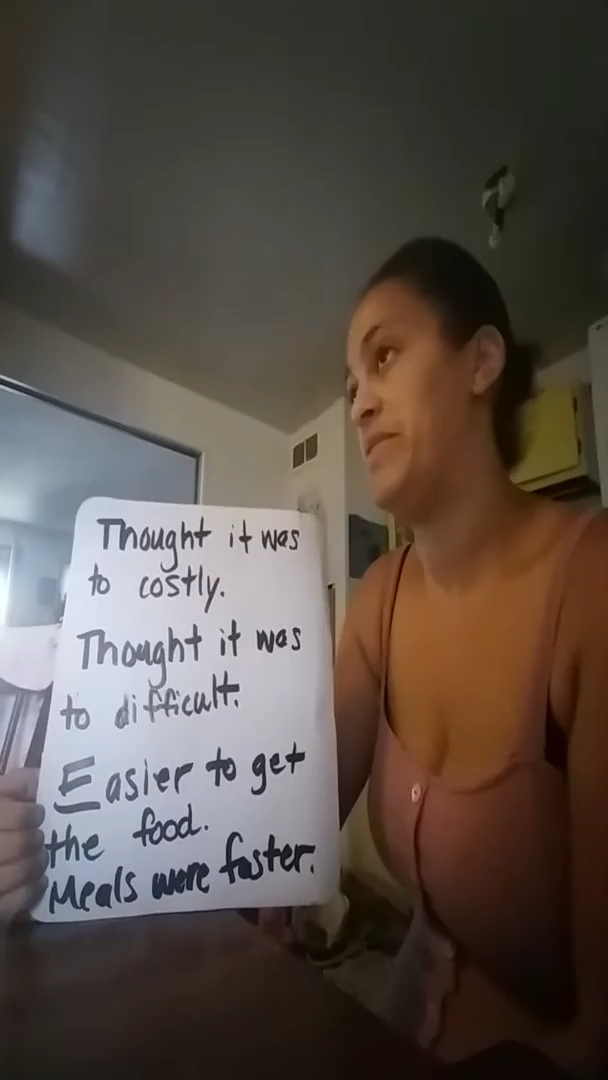 Thought it was
to costly.
Thought it was
to difficult.
Easier to get
the food.
Meals were faster.